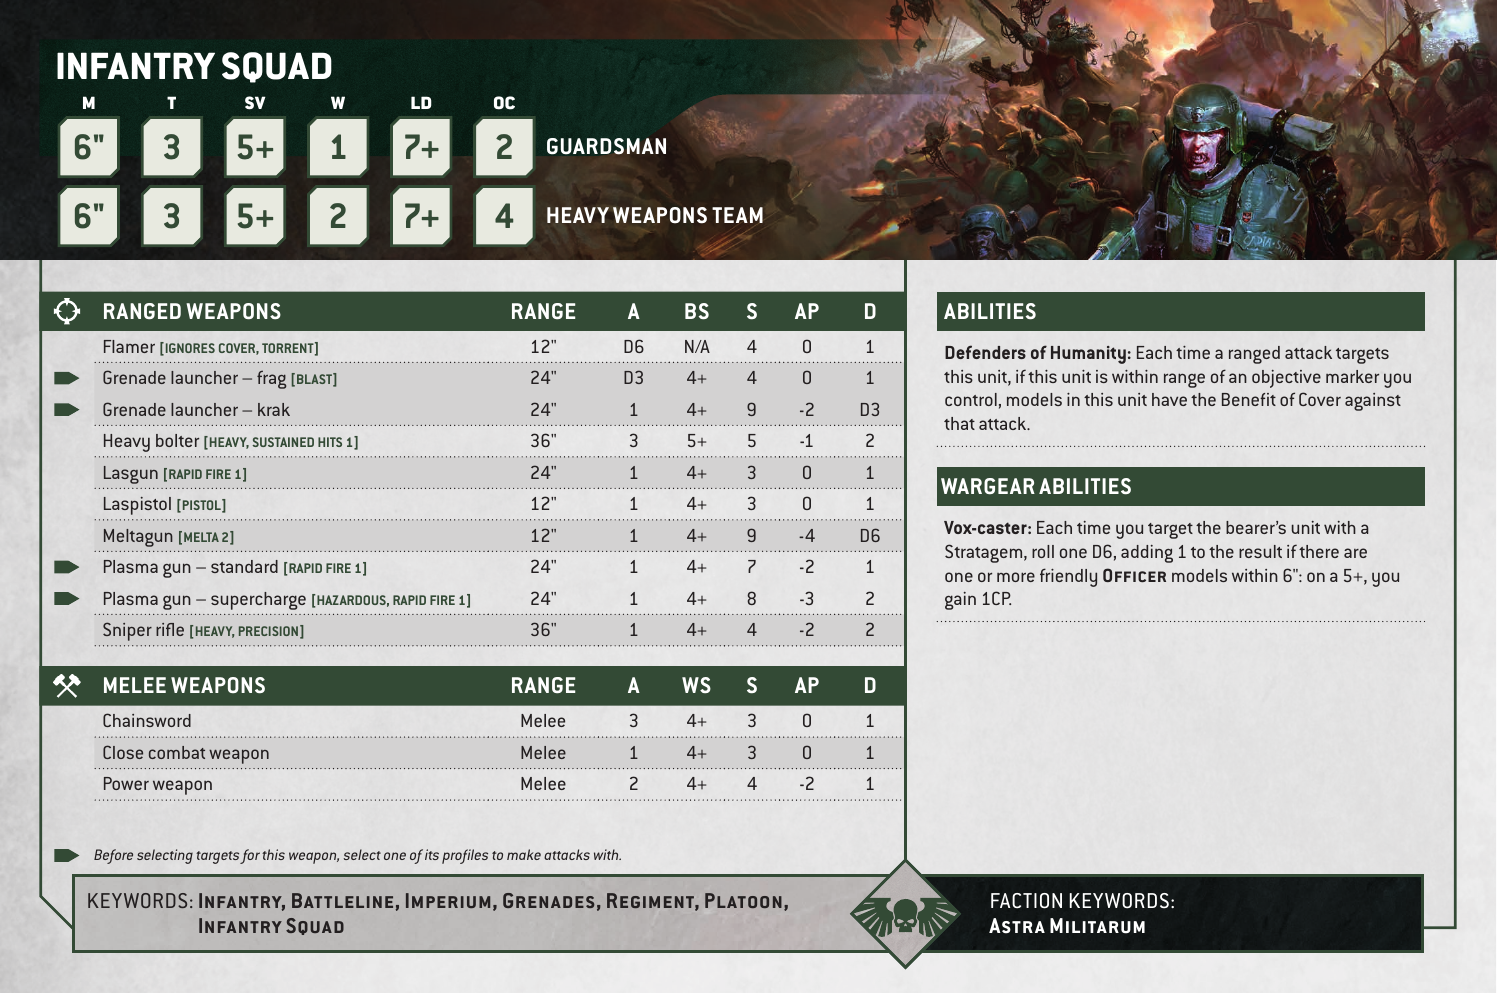 INFANTRY SQUAD
M T SV W LD OC
6" 3 5+ 1 7+ 2 GUARDSMAN
6" 3 5+ 2 7+ 4 HEAVY WEAPONS TEAM
RANGED WEAPONS RANGE A BS S AP D
Flamer [IGNORES COVER, TORRENT] 12" D6 N/A 4 0 1
Grenade launcher – frag [BLAST] 24" D3 4+ 4 0 1
Grenade launcher – krak 24" 1 4+ 9 -2 D3
Heavy bolter [HEAVY, SUSTAINED HITS 1] 36" 3 5+ 5 -1 2
Lasgun [RAPID FIRE 1] 24" 1 4+ 3 0 1
Laspistol [PISTOL] 12" 1 4+ 3 0 1
Meltagun [MELTA 2] 12" 1 4+ 9 -4 D6
Plasma gun – standard [RAPID FIRE 1] 24" 1 4+ 7 -2 1
Plasma gun – supercharge [HAZARDOUS, RAPID FIRE 1] 24" 1 4+ 8 -3 2
Sniper rifle [HEAVY, PRECISION] 36" 1 4+ 4 -2 2
MELEE WEAPONS RANGE A WS S AP D
Chainsword Melee 3 4+ 3 0 1
Close combat weapon Melee 1 4+ 3 0 1
Power weapon Melee 2 4+ 4 -2 1
Before selecting targets for this weapon, select one of its profiles to make attacks with.
ABILITIES
Defenders of Humanity: Each time a ranged attack targets
this unit, if this unit is within range of an objective marker you
control, models in this unit have the Benefit of Cover against
that attack.
WARGEAR ABILITIES
Vox-caster: Each time you target the bearer's unit with a
Stratagem, roll one D6, adding 1 to the result if there are
one or more friendly OFFICER models within 6": on a 5+, you
gain 1CP.
KEYWORDS: INFANTRY, BATTLELINE, IMPERIUM, GRENADES, REGIMENT, PLATOON,
INFANTRY SQUAD
FACTION KEYWORDS:
ASTRA MILITARUM